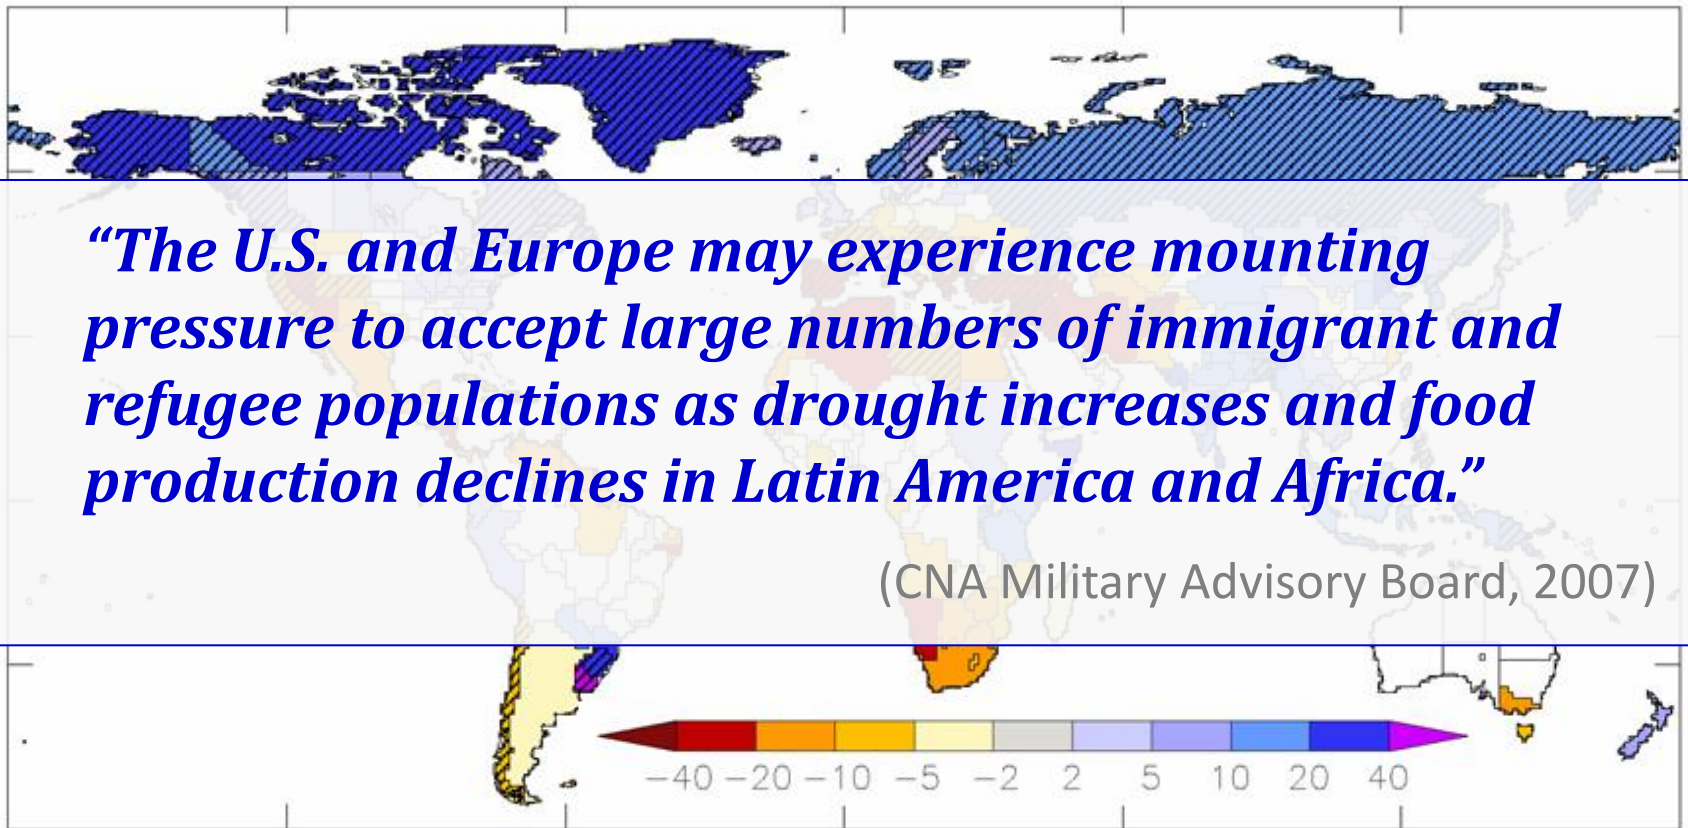 “The U.S. and Europe may experience mounting
pressure to accept large numbers of immigrant and
refugee populations as drought increases and food
production declines in Latin America and Africa.”
(CNA Military Advisory Board, 2007)
−40 −20 −10 −5 −2 2 5 10 20 40